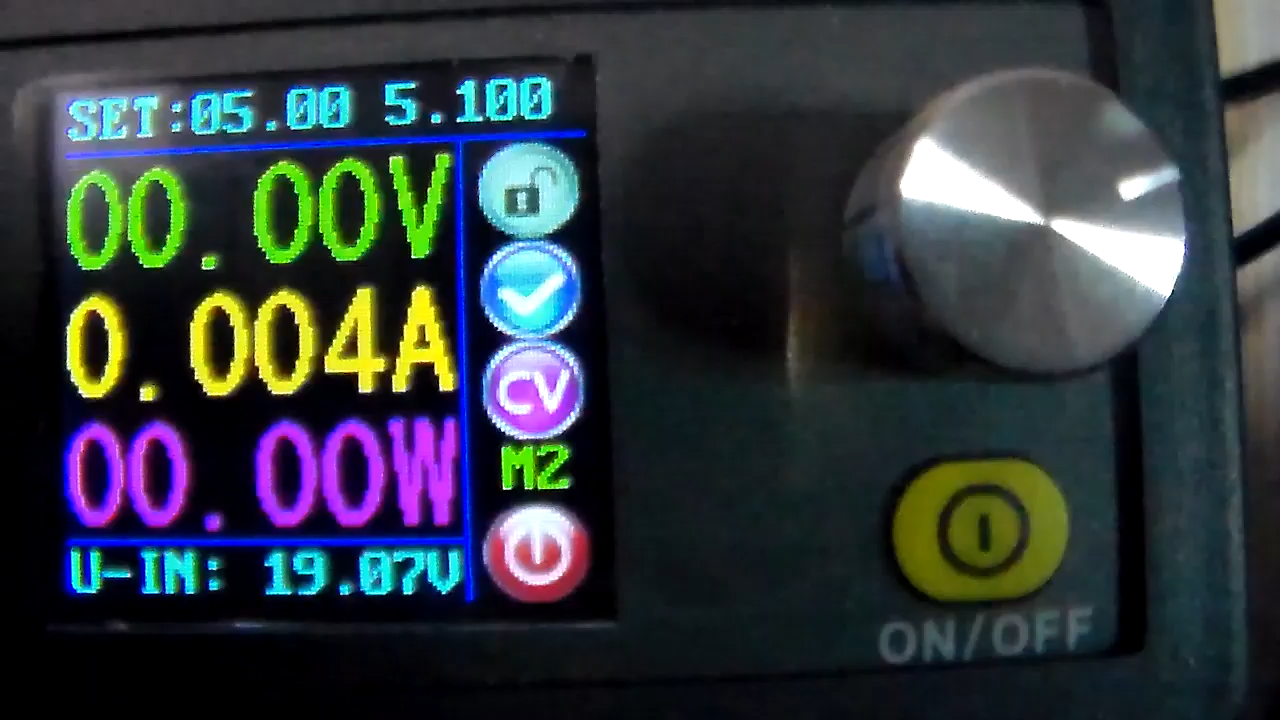 SET:05.00 5.100
00.00V
0.004A
CV
00.00W
M2
U-IN: 19.07V
ON/OFF